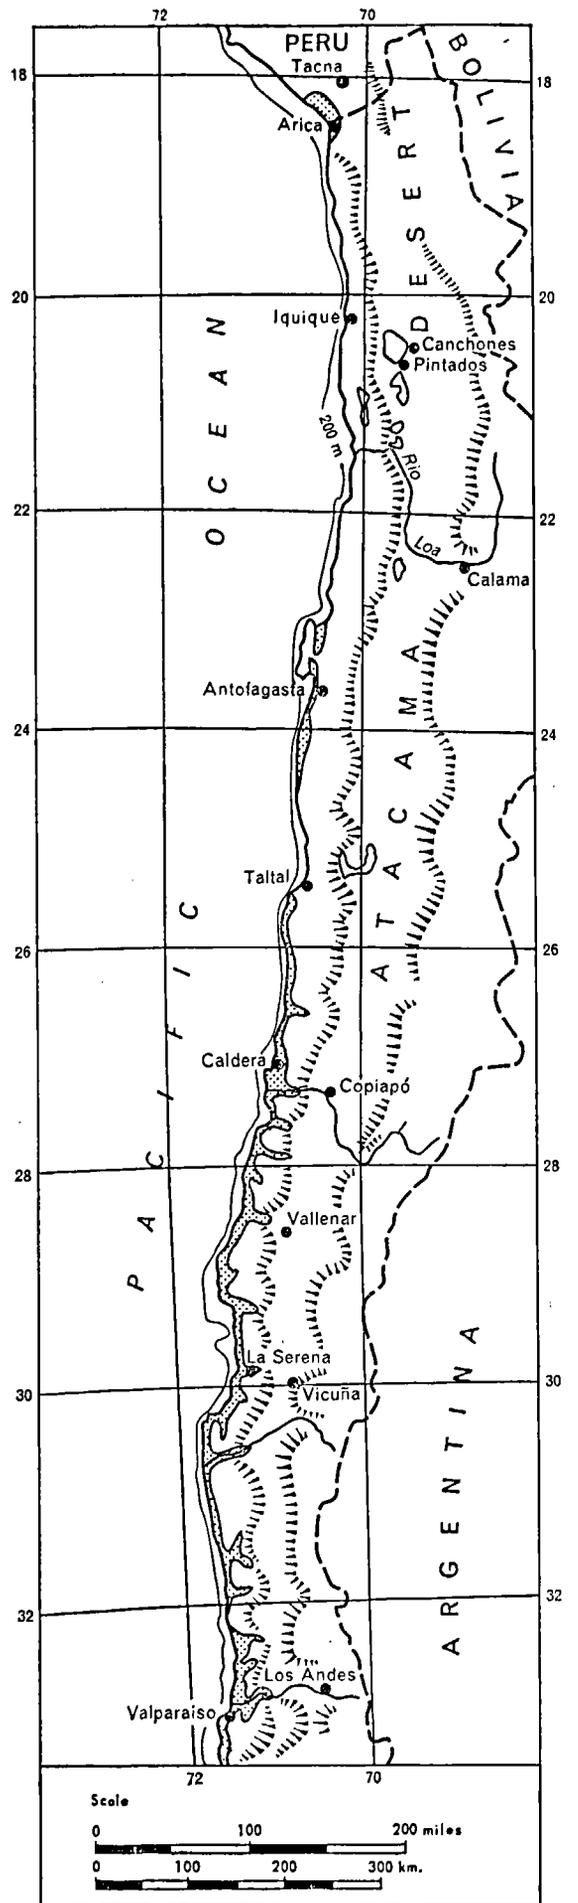 72 70
PERU
Tacna
18 18
BOLIVIA
Arica
DESERT
20 20
Iquique
Canchones
Pintados
OCEAN
200 m
Rio
22 22
Loa
Calama
Antofagasta
24 24
ATACAMA
Taltal
PACIFIC
26 26
Calderá
Copiapó
28 28
Vallenar
La Serena
30 30
Vicuña
ARGENTINA
32 32
Los Andes
Valparaiso
72 70
Scale
0 100 200 miles
0 100 200 300 km.